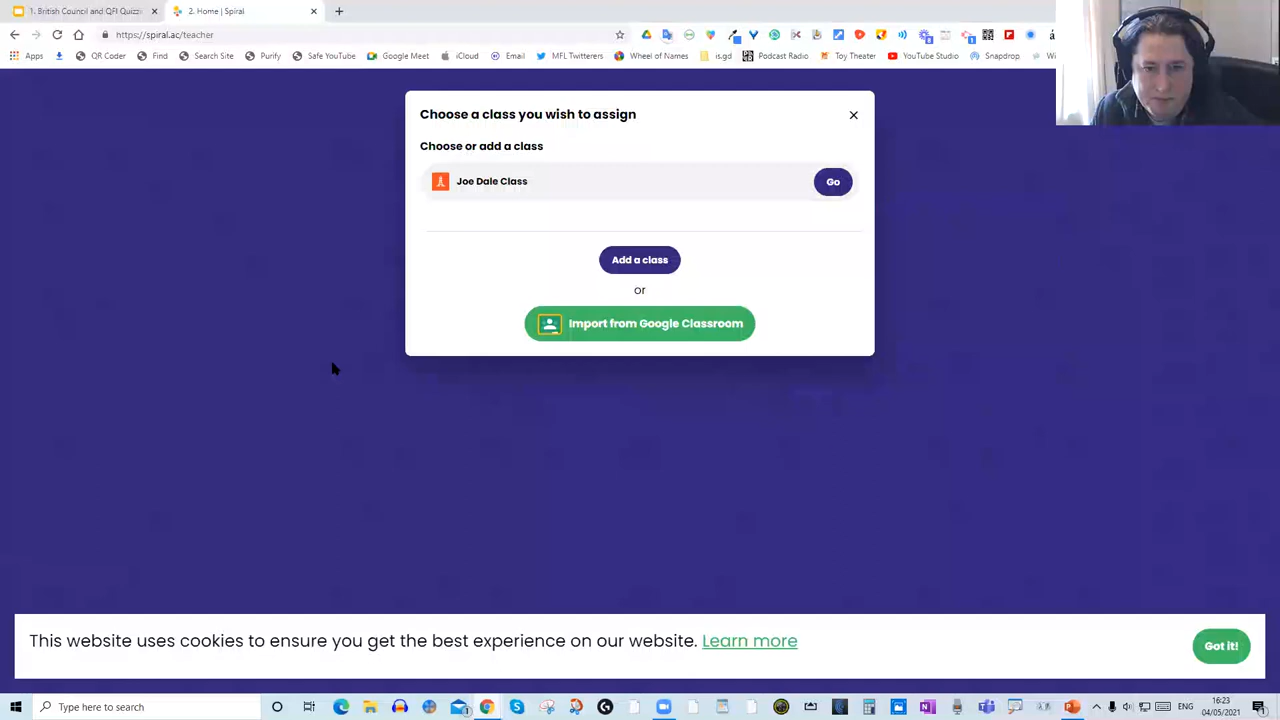 1. British Council and QFI Quizzi
2. Home | Spiral
https://spiral.ac/teacher
Apps QR Coder Find Search Site Purify Safe YouTube Google Meet iCloud Email MFL Twitterers Wheel of Names is.gd Podcast Radio Toy Theater YouTube Studio Snapdrop Wi
Choose a class you wish to assign
Choose or add a class
Joe Dale Class
Go
Add a class
or
Import from Google Classroom
This website uses cookies to ensure you get the best experience on our website. Learn more
Got it!
Type here to search
ENG
16:23
04/05/2021